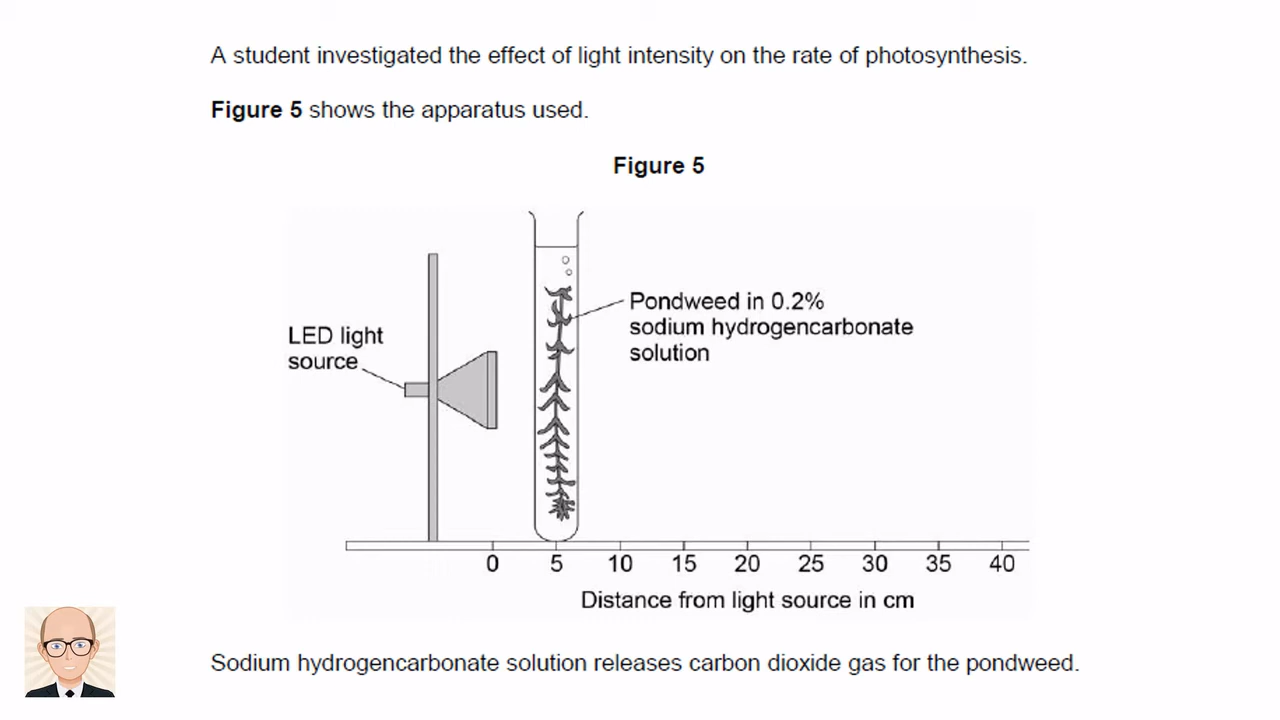 A student investigated the effect of light intensity on the rate of photosynthesis.
Figure 5 shows the apparatus used.
Figure 5
LED light
source
Pondweed in 0.2%
sodium hydrogencarbonate
solution
0 5 10 15 20 25 30 35 40
Distance from light source in cm
Sodium hydrogencarbonate solution releases carbon dioxide gas for the pondweed.